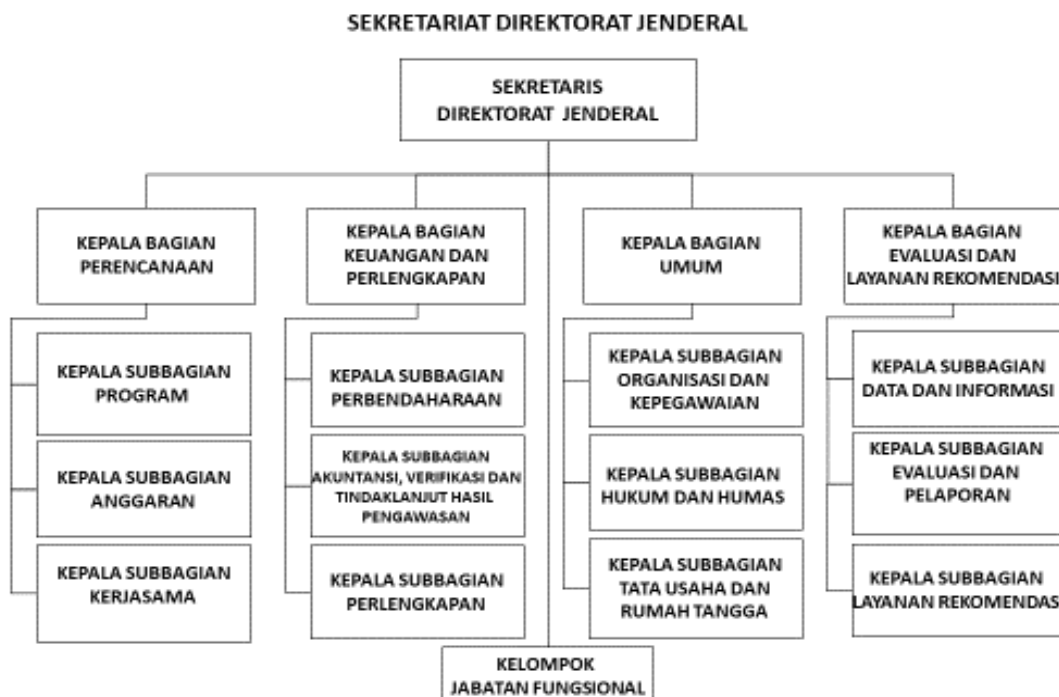 SEKRETARIAT DIREKTORAT JENDERAL
SEKRETARIS
DIREKTORAT JENDERAL
KEPALA BAGIAN
PERENCANAAN
KEPALA BAGIAN
KEUANGAN DAN
PERLENGKAPAN
KEPALA BAGIAN
UMUM
KEPALA BAGIAN
EVALUASI DAN
LAYANAN REKOMENDASI
KEPALA SUBBAGIAN
PROGRAM
KEPALA SUBBAGIAN
PERBENDAHARAAN
KEPALA SUBBAGIAN
ORGANISASI DAN
KEPEGAWAIAN
KEPALA SUBBAGIAN
DATA DAN INFORMASI
KEPALA SUBBAGIAN
ANGGARAN
KEPALA SUBBAGIAN
AKUNTANSI, VERIFIKASI DAN
TINDAKLANJUT HASIL
PENGAWASAN
KEPALA SUBBAGIAN
HUKUM DAN HUMAS
KEPALA SUBBAGIAN
EVALUASI DAN
PELAPORAN
KEPALA SUBBAGIAN
KERJASAMA
KEPALA SUBBAGIAN
PERLENGKAPAN
KEPALA SUBBAGIAN
TATA USAHA DAN
RUMAH TANGGA
KEPALA SUBBAGIAN
LAYANAN REKOMENDASI
KELOMPOK
JABATAN FUNGSIONAL